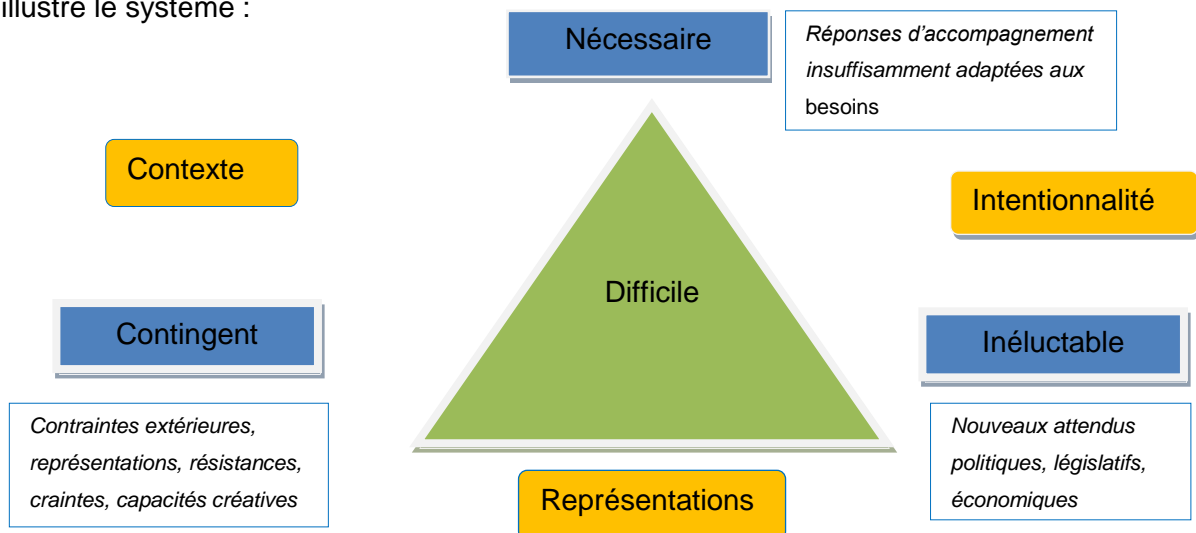 illustre le système :
Nécessaire
Réponses d’accompagnement
insuffisamment adaptées aux
besoins
Contexte
Intentionnalité
Difficile
Contingent
Inéluctable
Contraintes extérieures,
représentations, résistances,
craintes, capacités créatives
Nouveaux attendus
politiques, législatifs,
économiques
Représentations